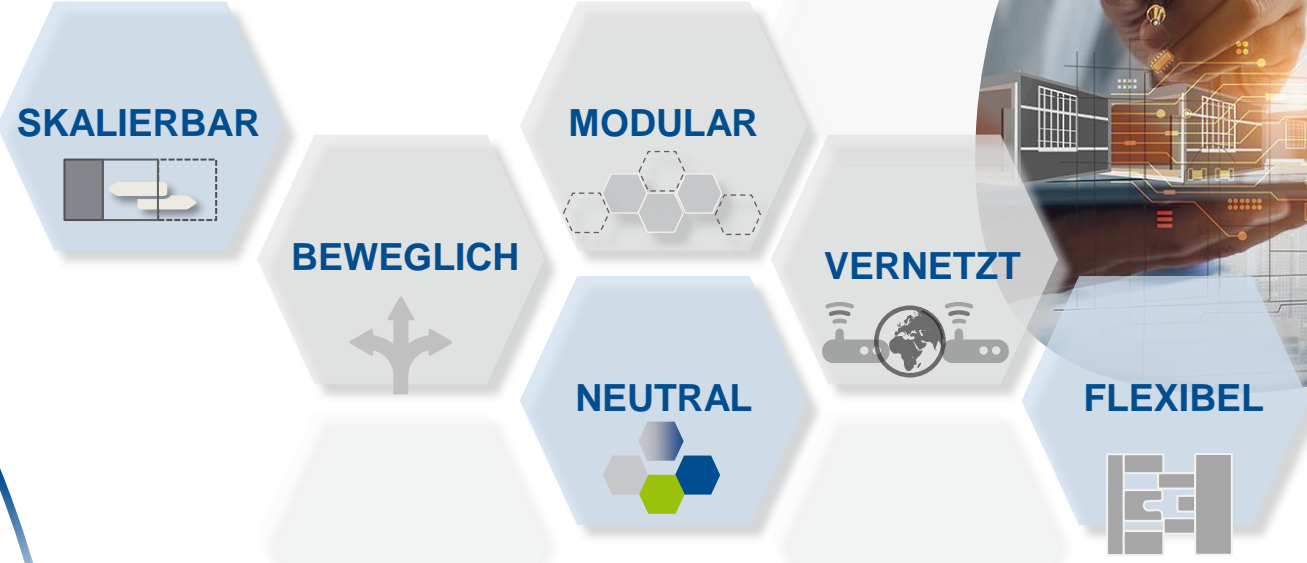 SKALIERBAR
BEWEGLICH
MODULAR
NEUTRAL
VERNETZT
FLEXIBEL